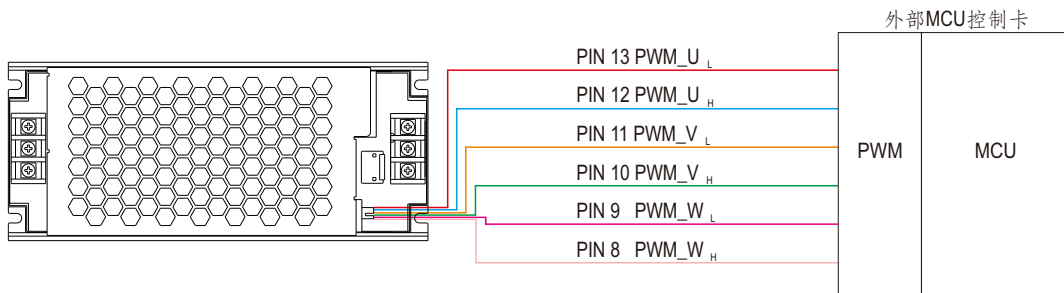 外部MCU控制卡
PIN 13 PWM_U L
PIN 12 PWM_U H
PIN 11 PWM_V L
PIN 10 PWM_V H
PIN 9 PWM_W L
PIN 8 PWM_W H
PWM
MCU